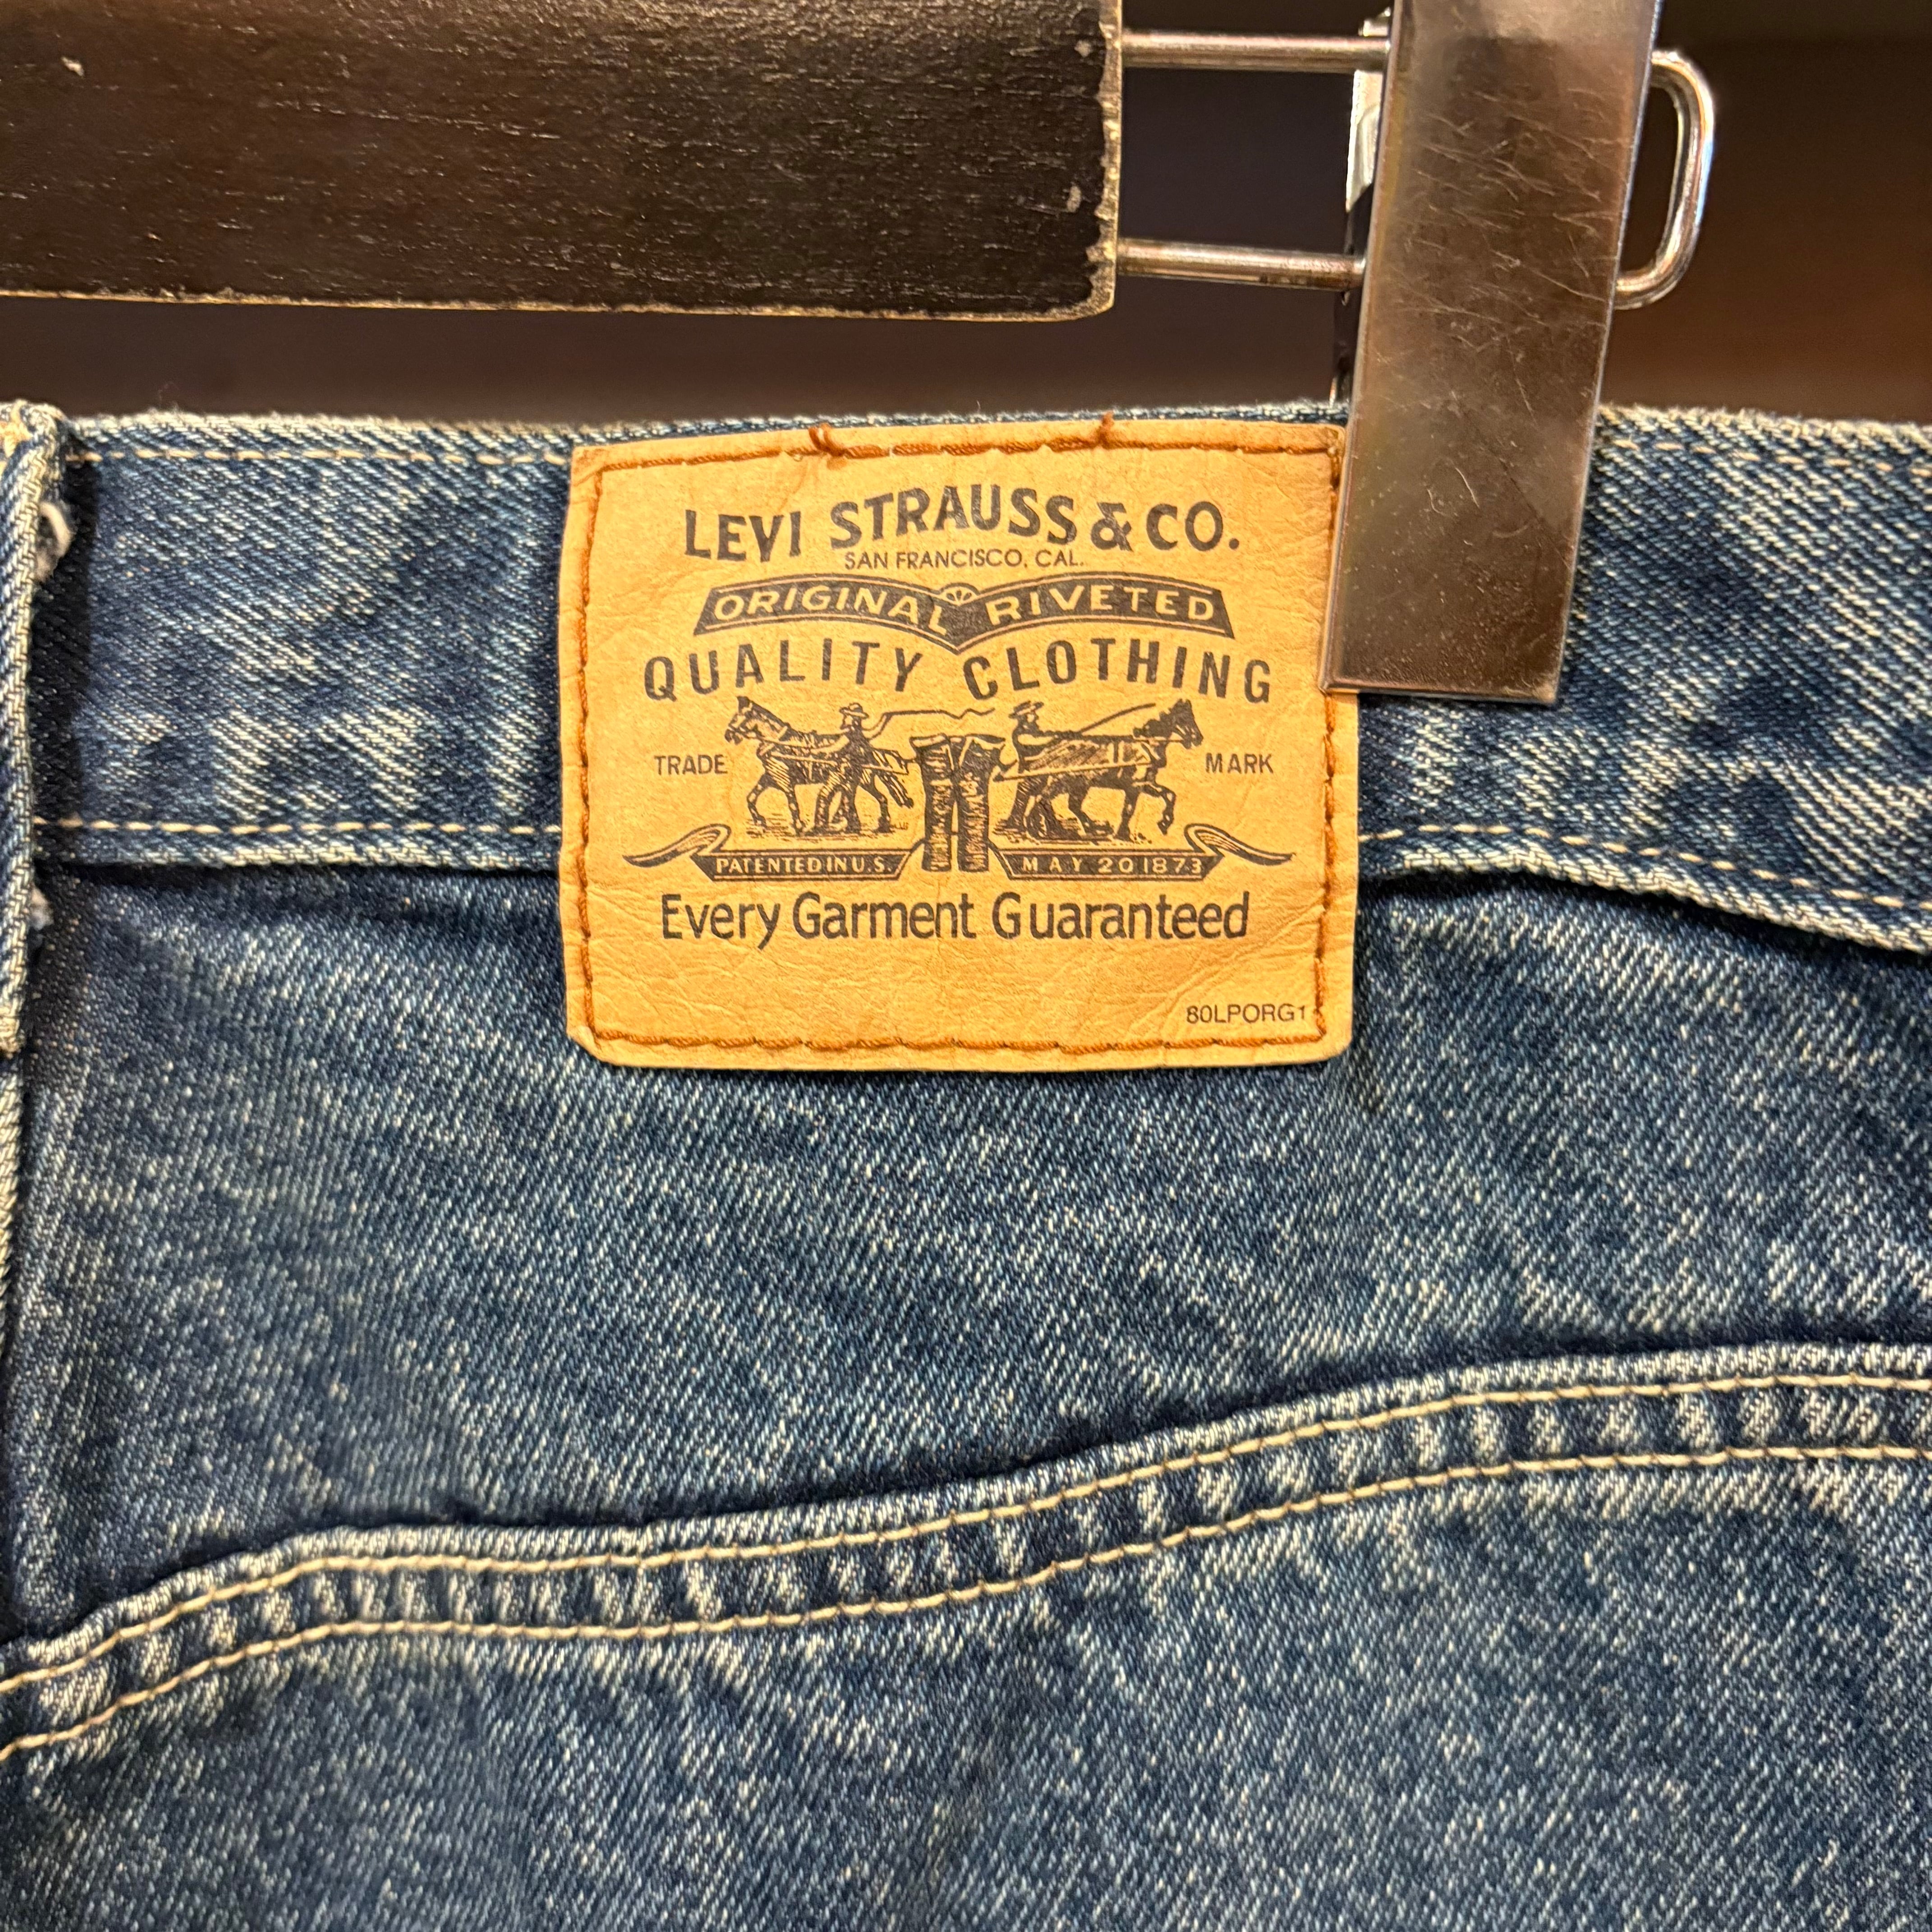 LEVI STRAUSS & CO.
SAN FRANCISCO, CAL.
ORIGINAL RIVETED
QUALITY CLOTHING
TRADE MARK
PATENTED IN U.S. MAY 20 1873
Every Garment Guaranteed
80LPORG1